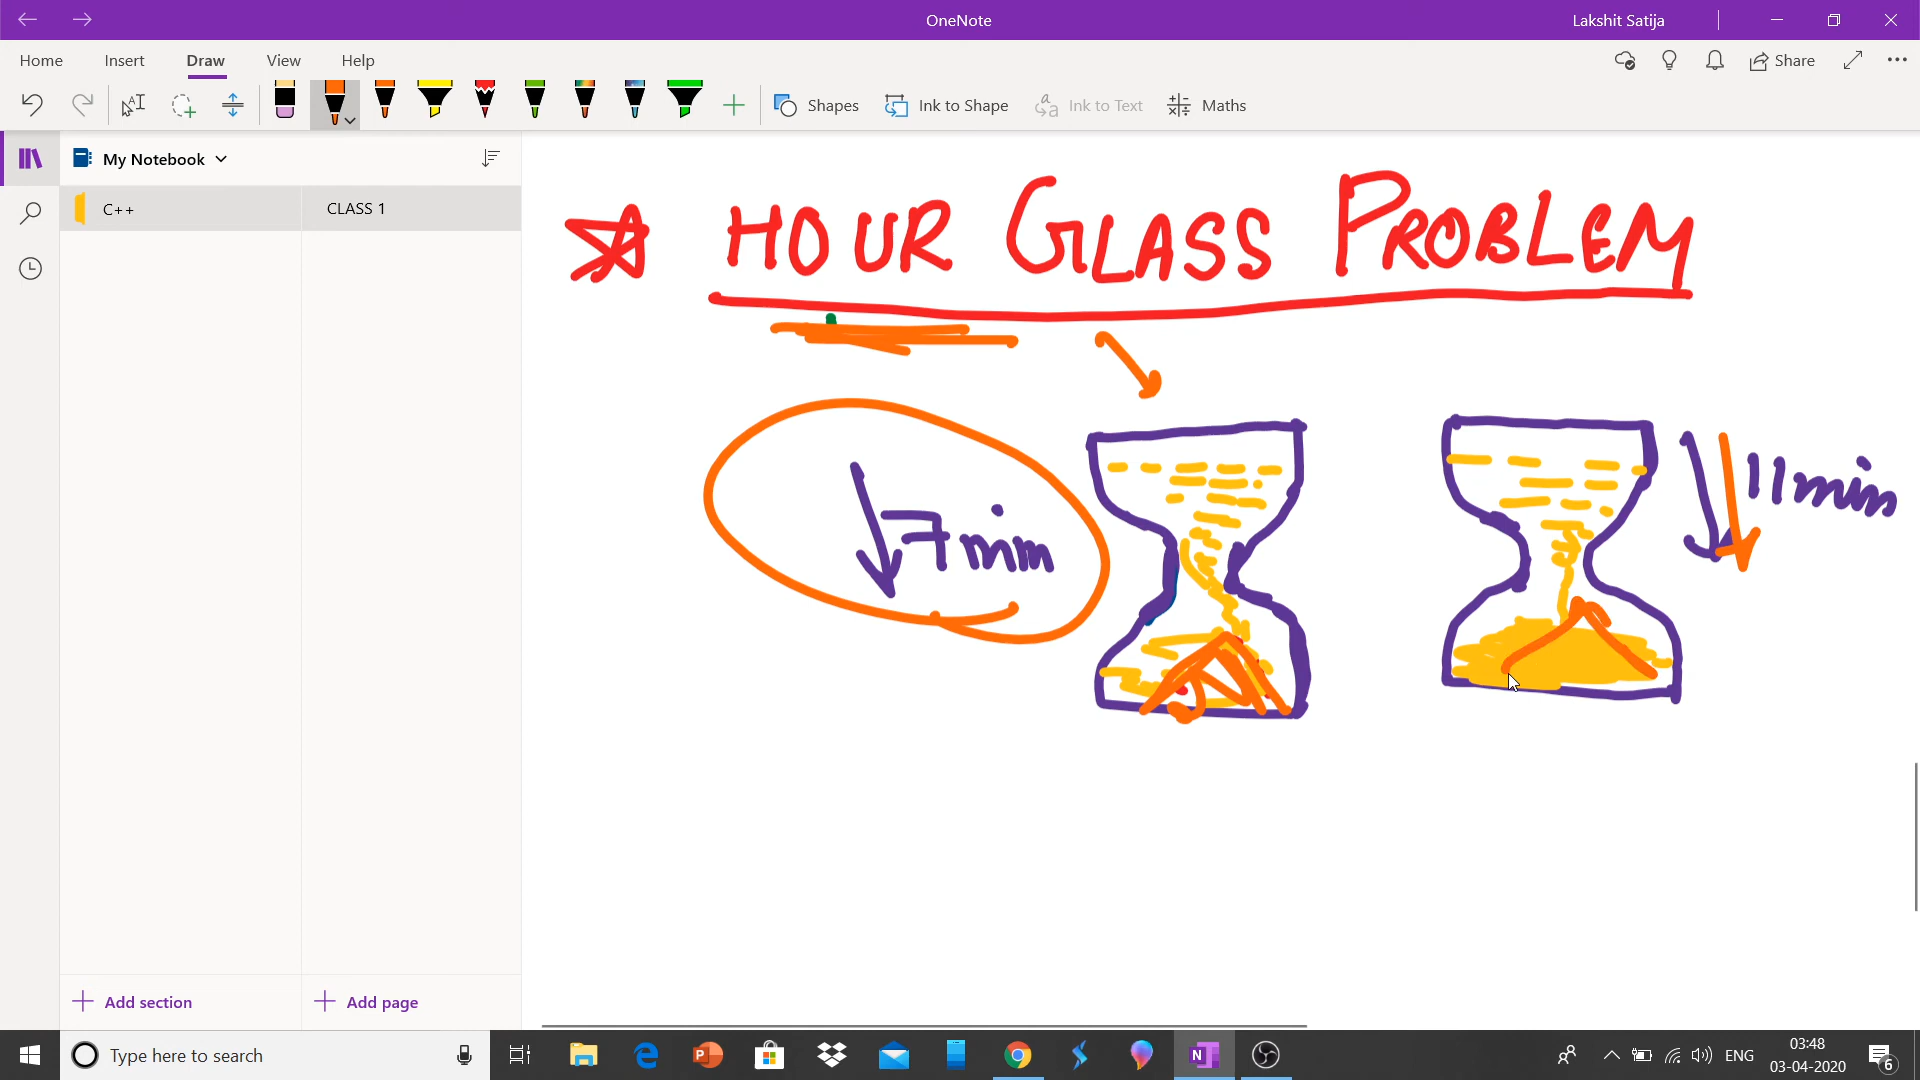 OneNote
Lakshit Satija
Home Insert Draw View Help
Share
Shapes Ink to Shape Ink to Text Maths
My Notebook
C++ CLASS 1
HOUR GLASS PROBLEM
7 min
11 min
Add section Add page
Type here to search
ENG
03:48
03-04-2020
6